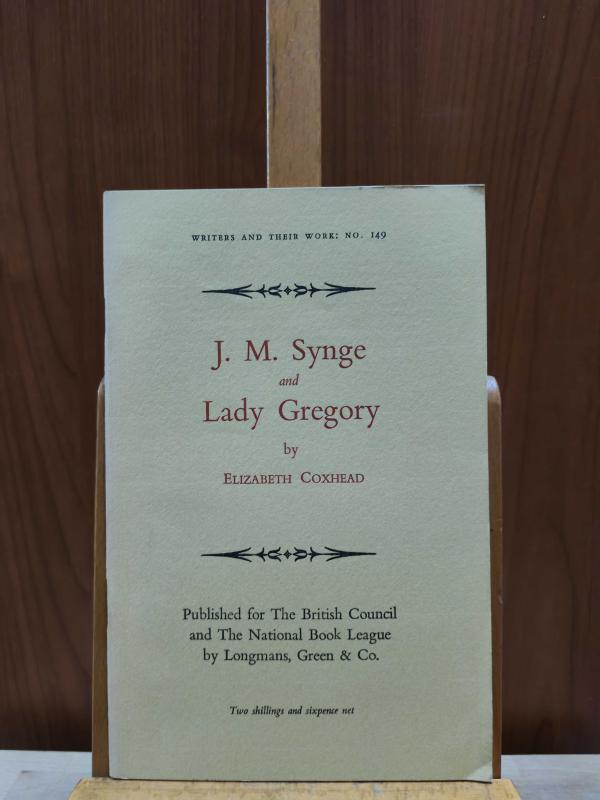 WRITERS AND THEIR WORK: NO. 149
J. M. Synge
and
Lady Gregory
by
ELIZABETH COXHEAD
Published for The British Council
and The National Book League
by Longmans, Green & Co.
Two shillings and sixpence net